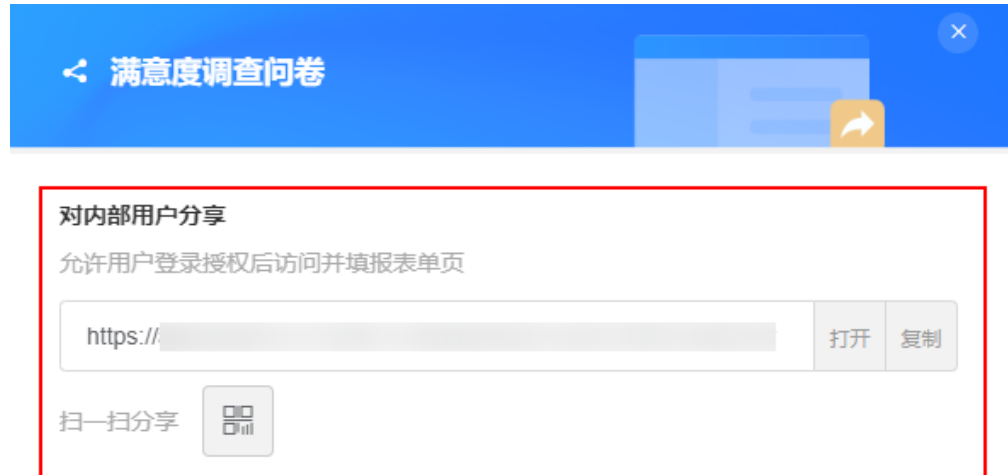 满意度调查问卷
对内部用户分享
允许用户登录授权后访问并填报表单页
https://
打开
复制
扫一扫分享